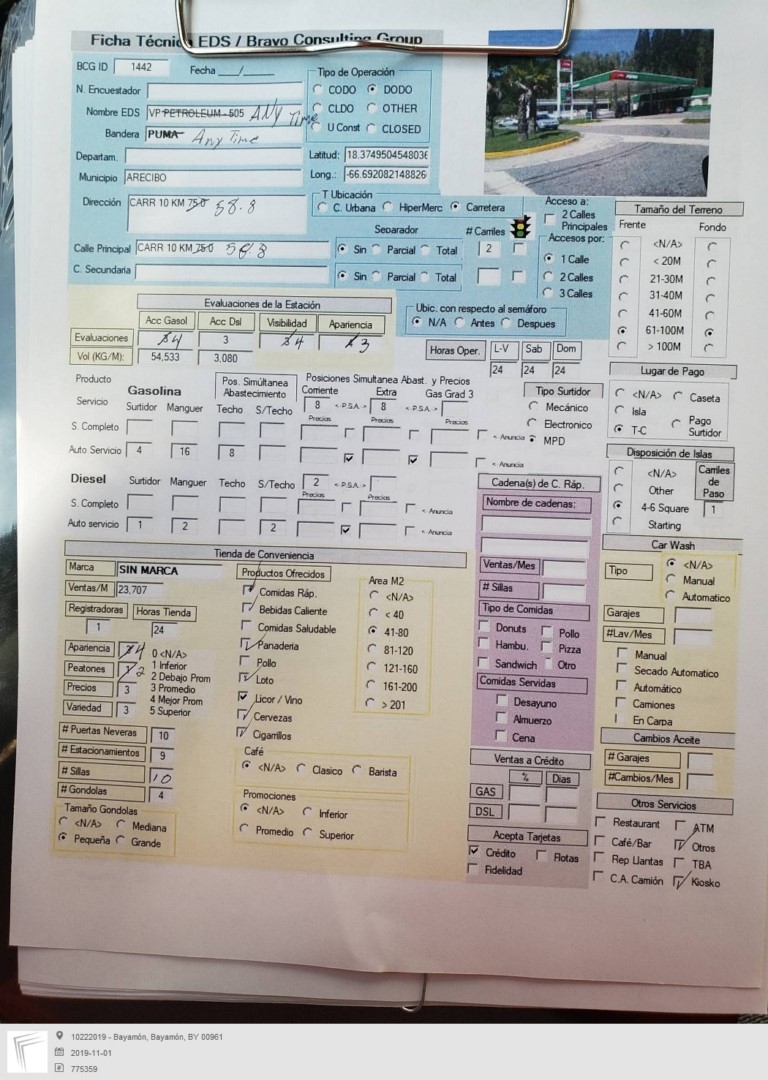 Ficha Técnica EDS / Bravo Consulting Group
BCG ID 1442 Fecha __/__
N. Encuestador
Nombre EDS VP PETROLEUM-505 ANY Time
Bandera PUMA Any Time
Departam.
Municipio ARECIBO
Dirección CARR 10 KM 75.0 58.8
Calle Principal CARR 10 KM 75.0 58.8
C. Secundaria
Tipo de Operación
CODO DODO
CLDO OTHER
U Const CLOSED
Latitud: 18.3749504548036
Long.: -66.692082148826
T Ubicación
C. Urbana HiperMerc Carretera
Separador # Carriles
Sin Parcial Total 2
Sin Parcial Total
Acceso a:
2 Calles Principales
Accesos por:
1 Calle
2 Calles
3 Calles
Ubic. con respecto al semáforo
N/A Antes Despues
Tamaño del Terreno
Frente Fondo
<N/A>
< 20M
21-30M
31-40M
41-60M
61-100M
> 100M
Evaluaciones de la Estación
Acc Gasol Acc Dsl Visibilidad Apariencia
Evaluaciones 4 3 4 3
Vol (KG/M): 54,533 3,080
Horas Oper. L-V Sab Dom
24 24 24
Lugar de Pago
<N/A> Caseta
Isla
T-C Pago Surtidor
Producto Gasolina Pos. Simúltánea Abastecimiento Posiciones Simultanea Abast. y Precios
Corriente Extra Gas Grad 3
Servicio Surtidor Manguer Techo S/Techo 8 <-P.S.A.-> 8 <-P.S.A.->
Precios Precios Precios
S. Completo < Anuncia
Auto Servicio 4 16 8 < Anuncia
Tipo Surtidor
Mecánico
Electronico
MPD
Diesel Surtidor Manguer Techo S/Techo 2 <-P.S.A.->
Precios Precios
S. Completo < Anuncia
Auto servicio 1 2 2 < Anuncia
Disposición de Islas
<N/A>
Other
4-6 Square
Starting
Carriles de Paso
1
Tienda de Conveniencia
Marca SIN MARCA
Ventas/M 23,707
Registradoras Horas Tienda
1 24
Apariencia 4
Peatones 2
Precios 3
Variedad 3
0 <N/A>
1 Inferior
2 Debajo Prom
3 Promedio
4 Mejor Prom
5 Superior
# Puertas Neveras 10
# Estacionamientos 9
# Sillas 10
# Gondolas 4
Tamaño Gondolas
<N/A> Mediana
Pequeña Grande
Productos Ofrecidos
Comidas Ráp.
Bebidas Caliente
Comidas Saludable
Panaderia
Pollo
Loto
Licor / Vino
Cervezas
Cigarrillos
Area M2
<N/A>
< 40
41-80
81-120
121-160
161-200
> 201
Café
<N/A> Clasico Barista
Promociones
<N/A> Inferior
Promedio Superior
Cadena(s) de C. Ráp.
Nombre de cadenas:
Ventas/Mes
# Sillas
Tipo de Comidas
Donuts Pollo
Hambu. Pizza
Sandwich Otro
Comidas Servidas
Desayuno
Almuerzo
Cena
Ventas a Crédito
% Dias
GAS
DSL
Acepta Tarjetas
Crédito Flotas
Fidelidad
Car Wash
Tipo
<N/A>
Manual
Automatico
Garajes
#Lav/Mes
Manual
Secado Automatico
Automático
Camiones
En Carpa
Cambios Aceite
# Garajes
#Cambios/Mes
Otros Servicios
Restaurant ATM
Café/Bar Otros
Rep Llantas TBA
C.A. Camión Kiosko
10222019 - Bayamón, Bayamón, BY 00961
2019-11-01
775359